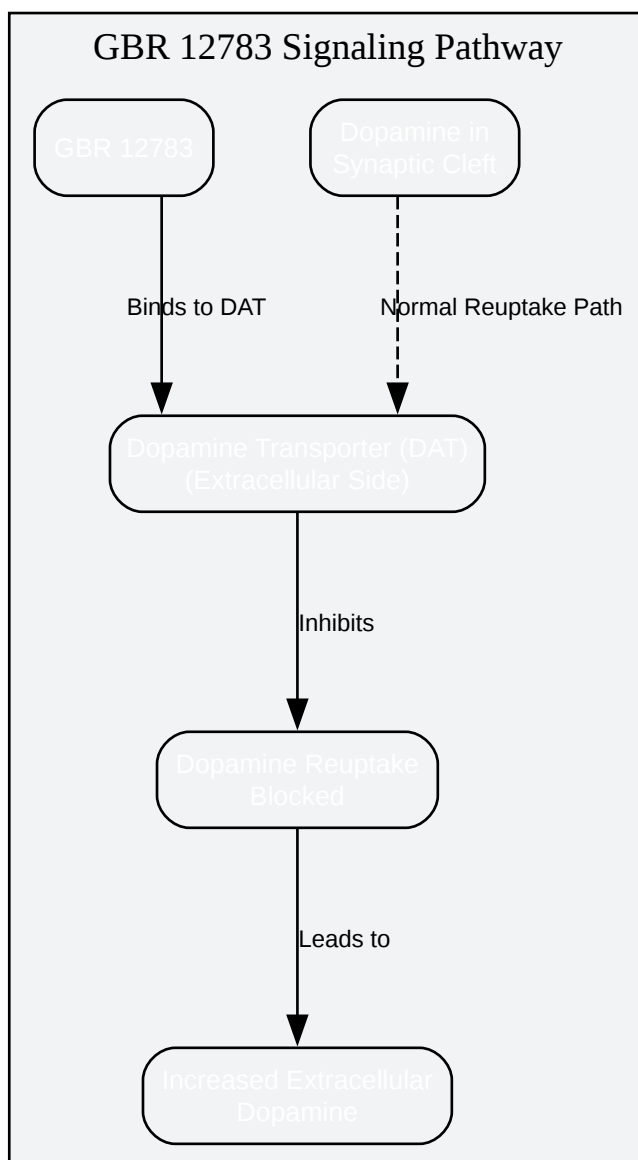 GBR 12783 Signaling Pathway
GBR 12783
Dopamine in
Synaptic Cleft
Binds to DAT
Normal Reuptake Path
Dopamine Transporter (DAT)
(Extracellular Side)
Inhibits
Dopamine Reuptake
Blocked
Leads to
Increased Extracellular
Dopamine